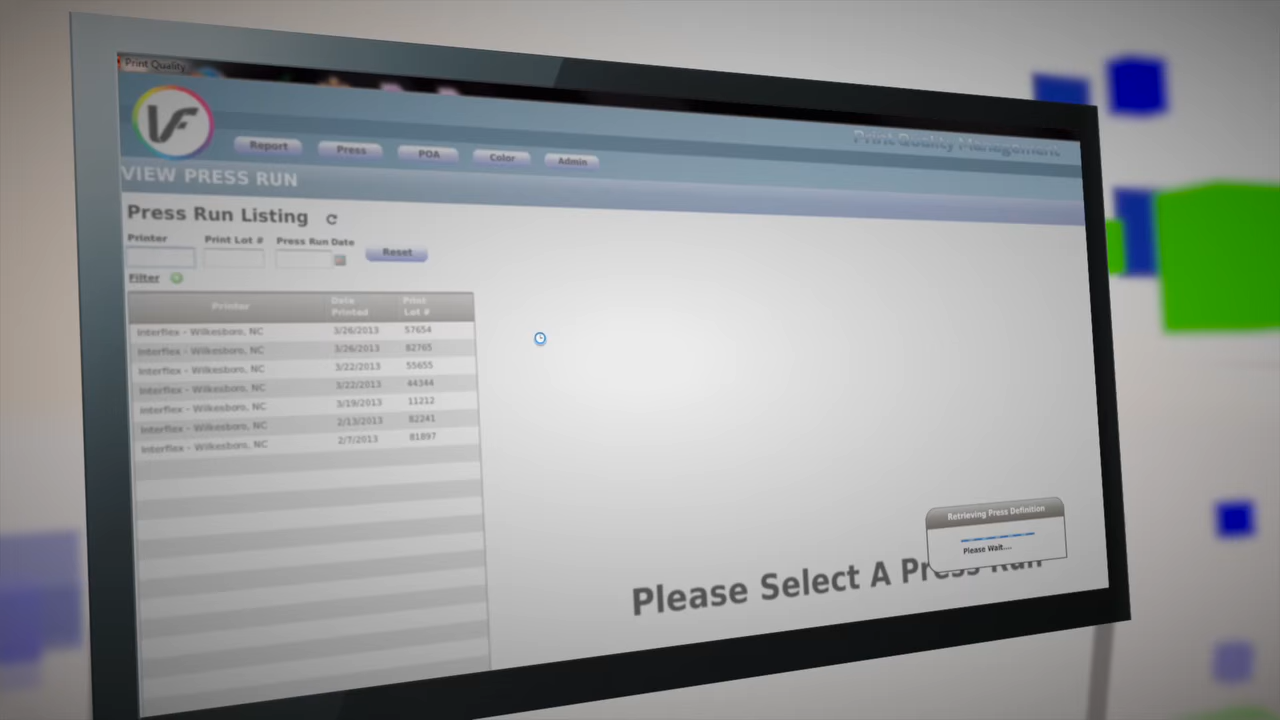 Print Quality
VF
Report
Press
POA
Color
Admin
Print Quality Management
VIEW PRESS RUN
Press Run Listing
Printer
Print Lot #
Press Run Date
Reset
Filter
Printer
Date Printed
Print Lot #
Interflex - Wilkesboro, NC 3/26/2013 57654
Interflex - Wilkesboro, NC 3/26/2013 82765
Interflex - Wilkesboro, NC 3/22/2013 55655
Interflex - Wilkesboro, NC 3/22/2013 44344
Interflex - Wilkesboro, NC 3/19/2013 11212
Interflex - Wilkesboro, NC 2/13/2013 82241
Interflex - Wilkesboro, NC 2/7/2013 81897
Retrieving Press Definition
Please Wait....
Please Select A Press Run